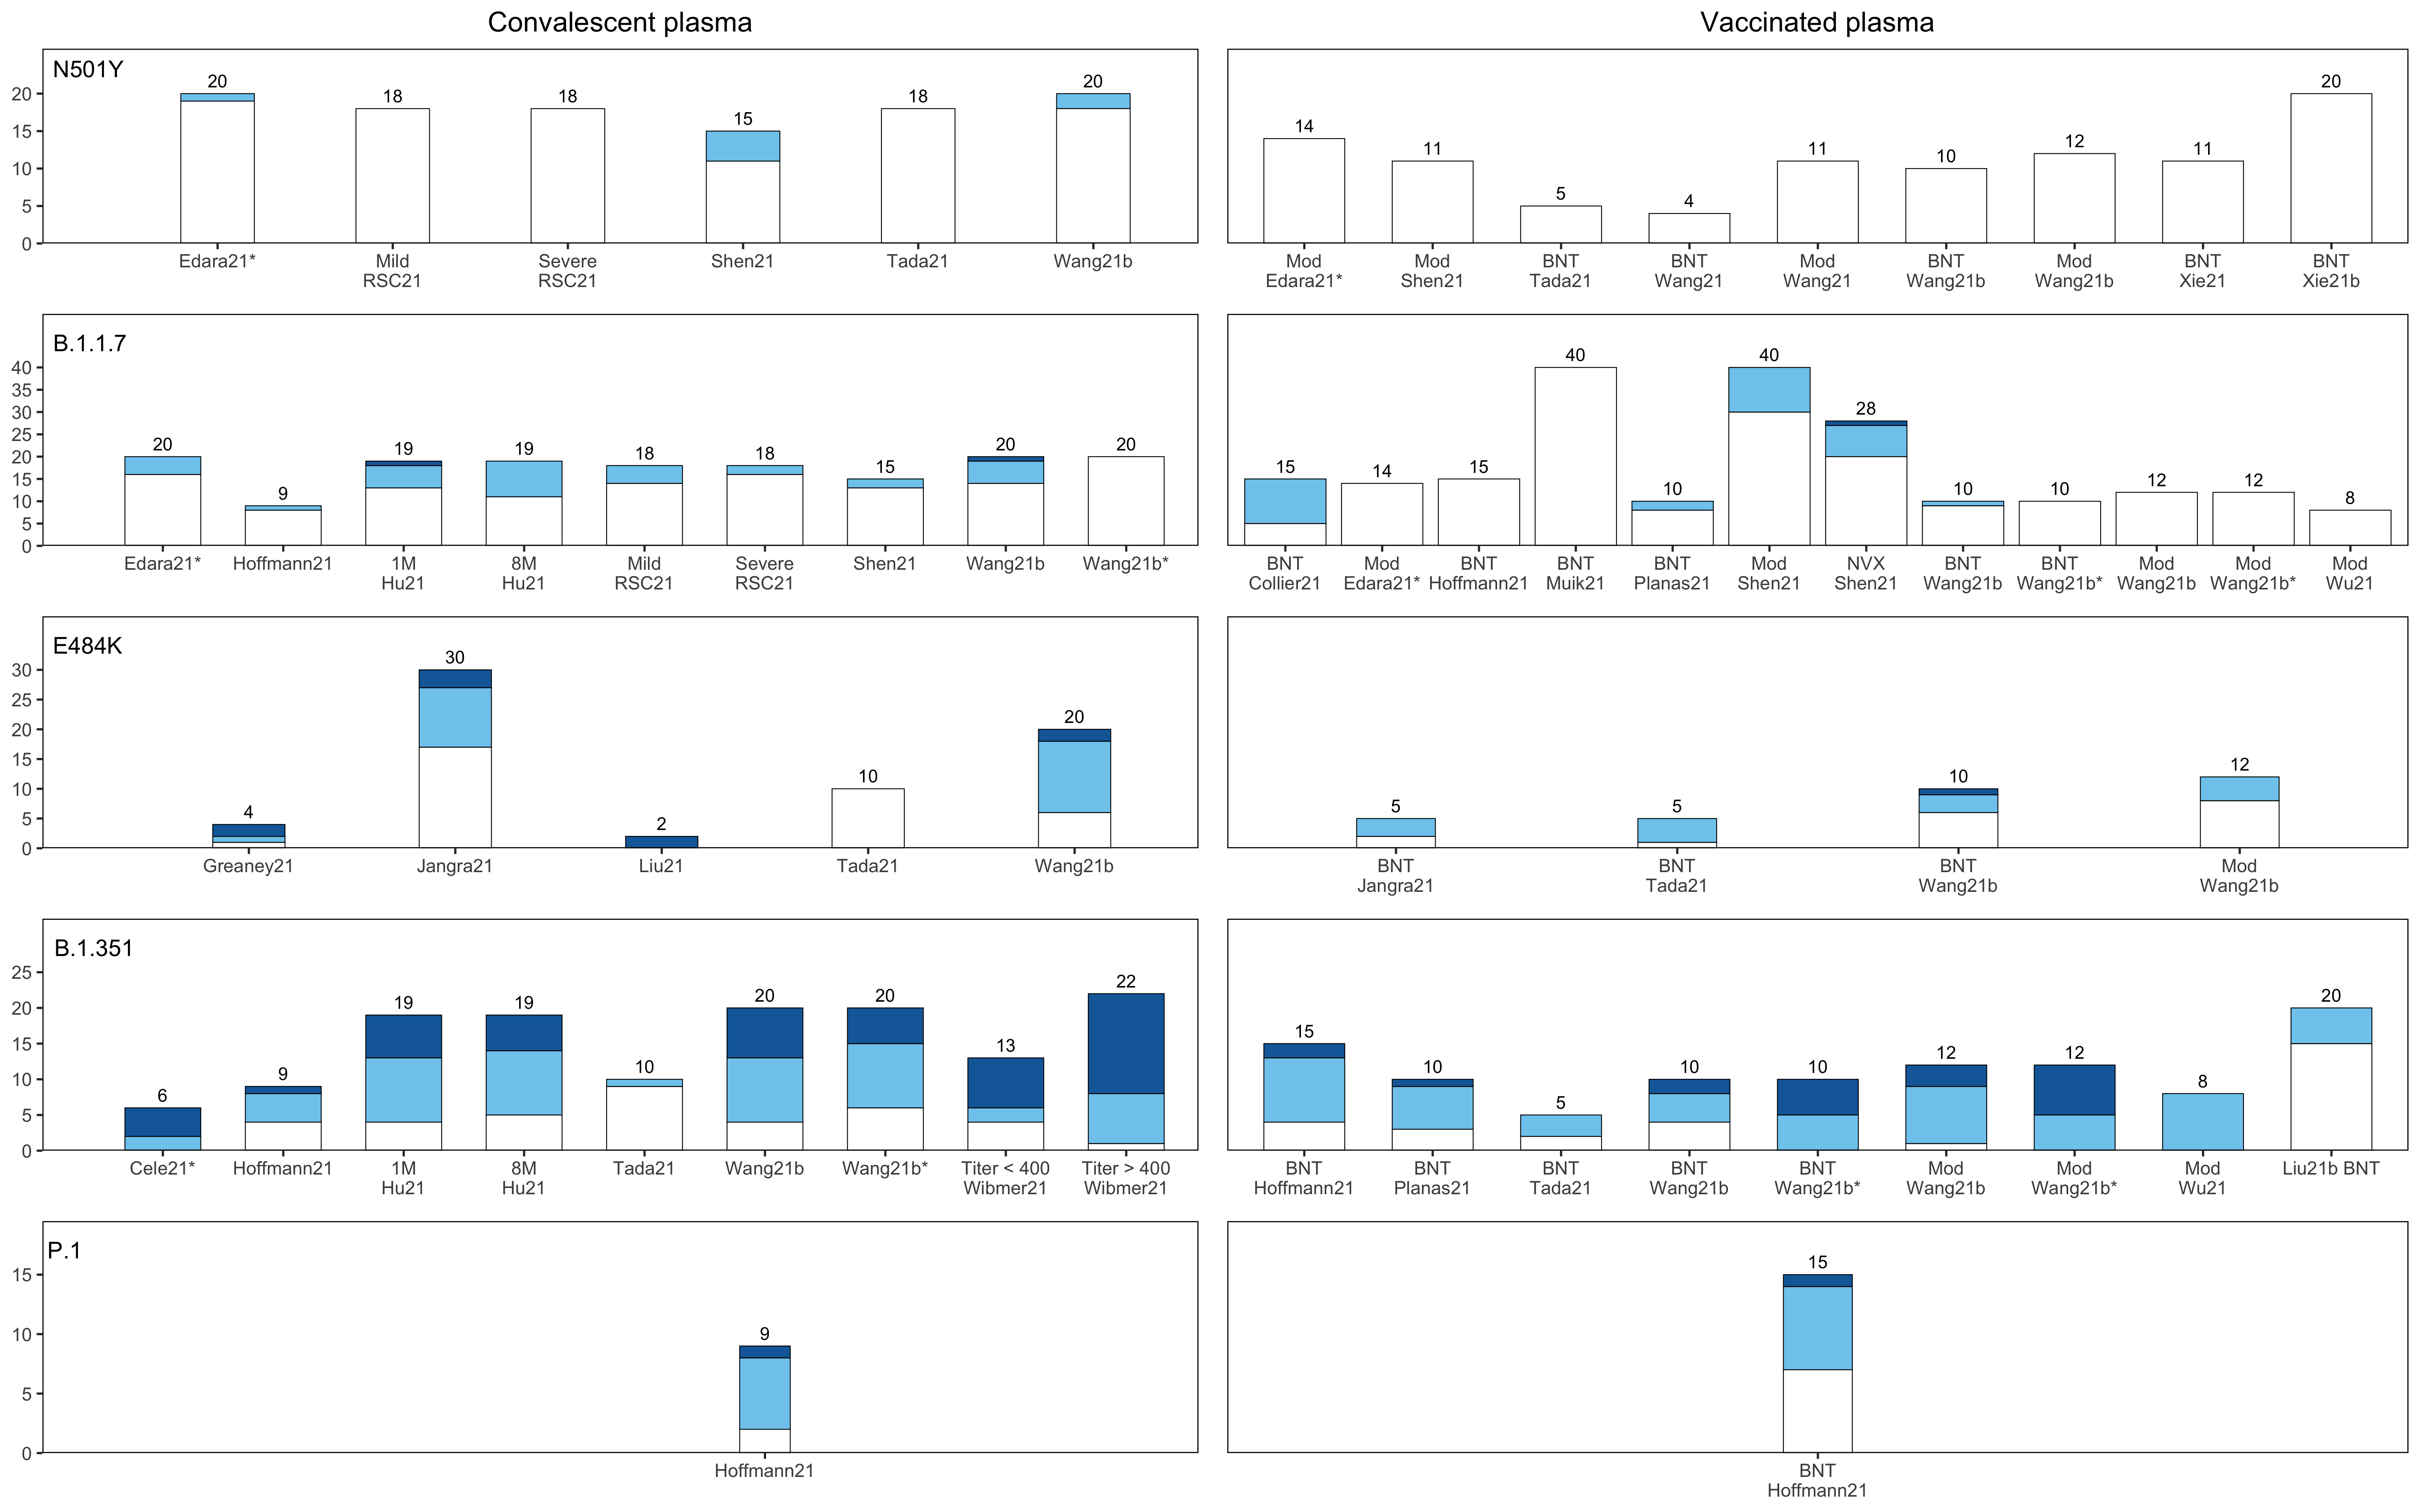 Convalescent plasma
Vaccinated plasma
N501Y
20 18 18 15 18 20
20
15
10
5
0
Edara21* Mild Severe Shen21 Tada21 Wang21b
RSC21 RSC21
14 11 5 4 11 10 12 11 20
Mod Mod BNT BNT Mod BNT Mod BNT BNT
Edara21* Shen21 Tada21 Wang21 Wang21 Wang21b Wang21b Xie21 Xie21b
B.1.1.7
20 9 19 19 18 18 15 20 20
40
35
30
25
20
15
10
5
0
Edara21* Hoffmann21 1M 8M Mild Severe Shen21 Wang21b Wang21b*
Hu21 Hu21 RSC21 RSC21
15 14 15 40 10 40 28 10 10 12 12 8
BNT Mod BNT BNT BNT Mod NVX BNT BNT Mod Mod Mod
Collier21 Edara21* Hoffmann21 Muik21 Planas21 Shen21 Shen21 Wang21b Wang21b* Wang21b Wang21b* Wu21
E484K
4 30 2 10 20
30
25
20
15
10
5
0
Greaney21 Jangra21 Liu21 Tada21 Wang21b
5 5 10 12
BNT BNT BNT Mod
Jangra21 Tada21 Wang21b Wang21b
B.1.351
6 9 19 19 10 20 20 13 22
25
20
15
10
5
0
Cele21* Hoffmann21 1M 8M Tada21 Wang21b Wang21b* Titer < 400 Titer > 400
Hu21 Hu21 Wibmer21 Wibmer21
15 10 5 10 10 12 12 8 20
BNT BNT BNT BNT BNT Mod Mod Mod Liu21b BNT
Hoffmann21 Planas21 Tada21 Wang21b Wang21b* Wang21b Wang21b* Wu21
P.1
9
15
10
5
0
Hoffmann21
15
BNT
Hoffmann21